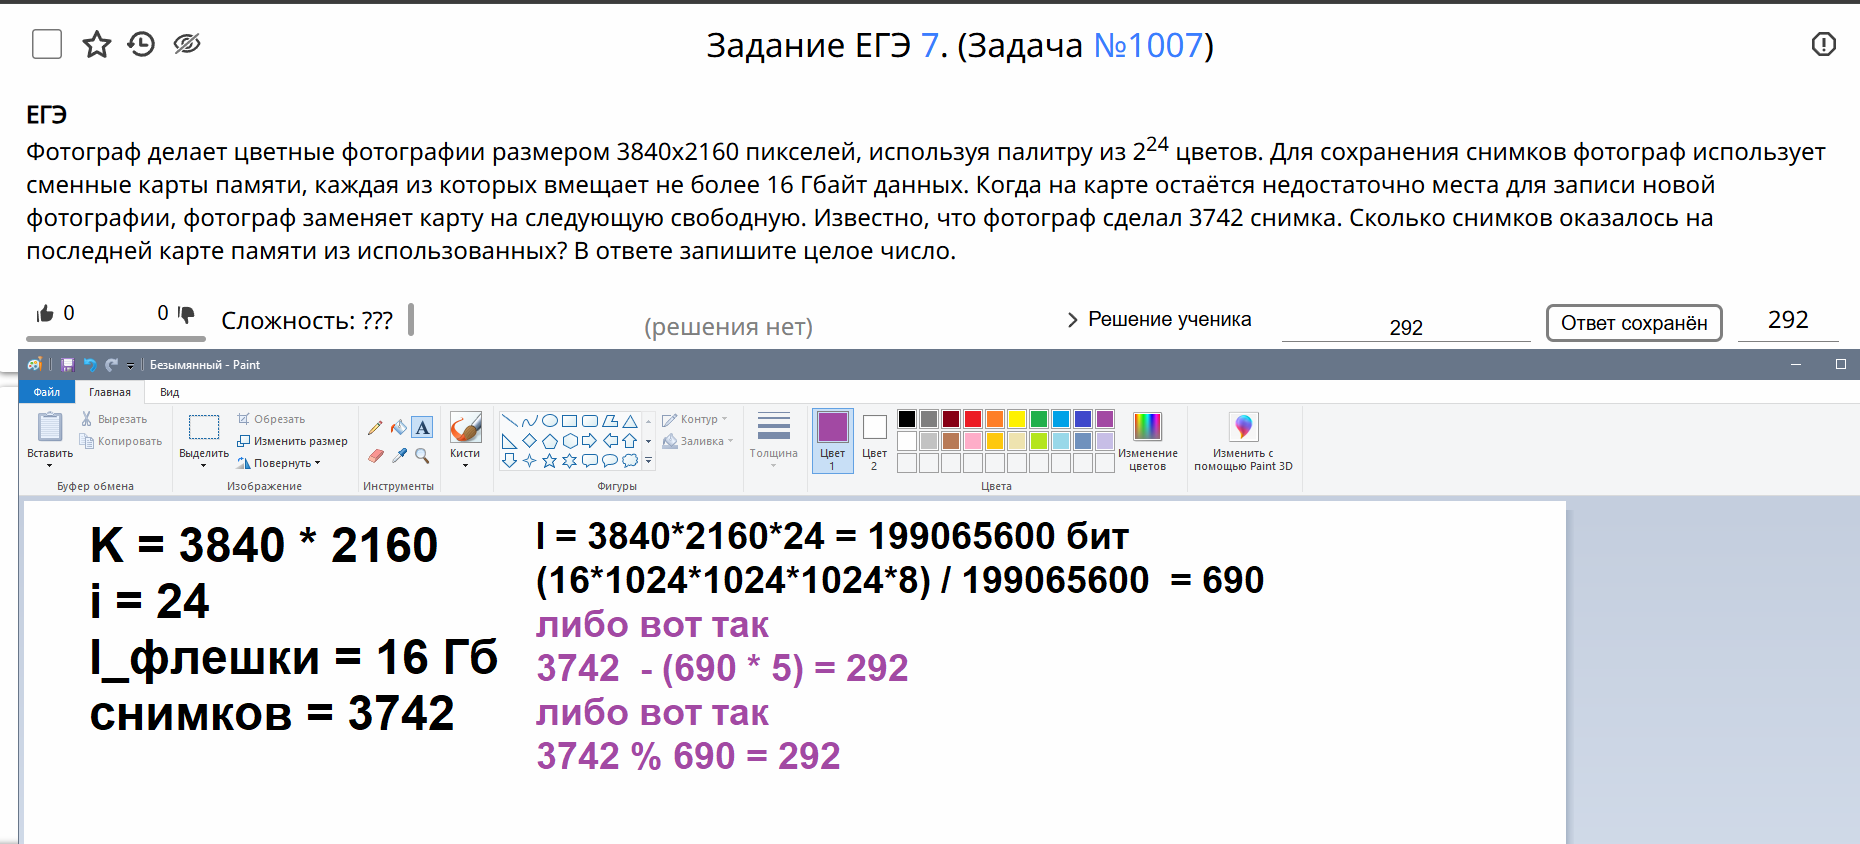 Задание ЕГЭ 7. (Задача №1007)
ЕГЭ
Фотограф делает цветные фотографии размером 3840x2160 пикселей, используя палитру из 2^24 цветов. Для сохранения снимков фотограф использует
сменные карты памяти, каждая из которых вмещает не более 16 Гбайт данных. Когда на карте остаётся недостаточно места для записи новой
фотографии, фотограф заменяет карту на следующую свободную. Известно, что фотограф сделал 3742 снимка. Сколько снимков оказалось на
последней карте памяти из использованных? В ответе запишите целое число.
0 0 Сложность: ??? (решения нет) Решение ученика 292 Ответ сохранён 292
Безымянный - Paint
Файл Главная Вид
Вставить
Вырезать
Копировать
Буфер обмена
Выделить
Обрезать
Изменить размер
Повернуть
Изображение
A
Инструменты
Кисти
Фигуры
Контур
Заливка
Толщина
Цвет
1
Цвет
2
Цвета
Изменение
цветов
Изменить с
помощью Paint 3D
K = 3840 * 2160
i = 24
I_флешки = 16 Гб
снимков = 3742
I = 3840*2160*24 = 199065600 бит
(16*1024*1024*1024*8) / 199065600 = 690
либо вот так
3742 - (690 * 5) = 292
либо вот так
3742 % 690 = 292